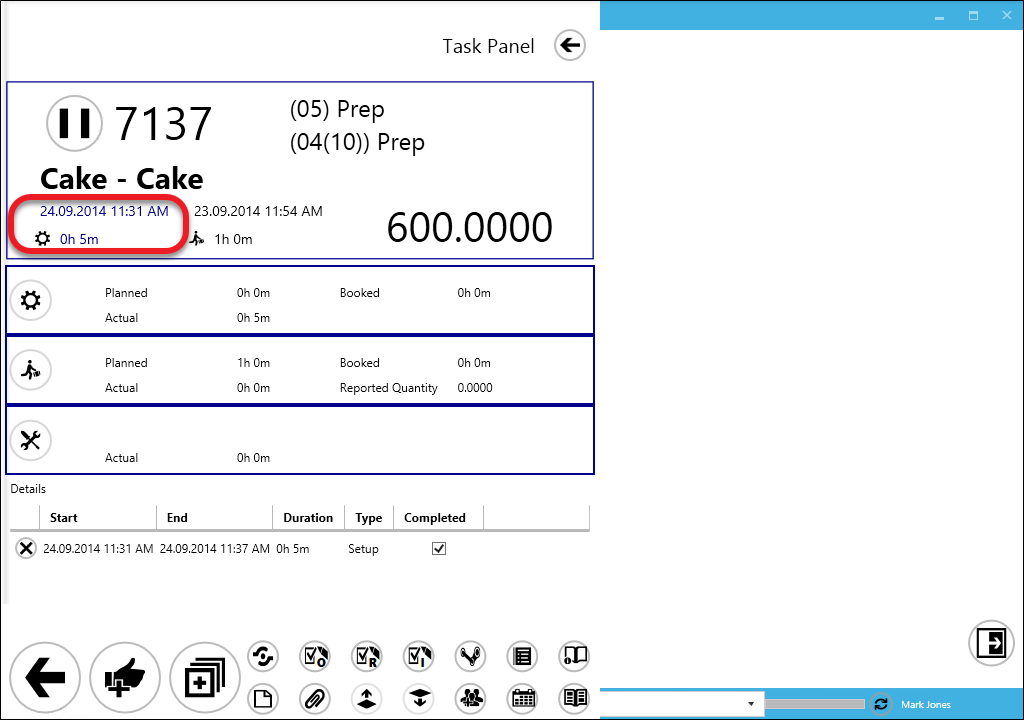 Task Panel
7137
(05) Prep
(04(10)) Prep
Cake - Cake
24.09.2014 11:31 AM 23.09.2014 11:54 AM
600.0000
0h 5m 1h 0m
Planned 0h 0m Booked 0h 0m
Actual 0h 5m
Planned 1h 0m Booked 0h 0m
Actual 0h 0m Reported Quantity 0.0000
Actual 0h 0m
Details
Start End Duration Type Completed
24.09.2014 11:31 AM 24.09.2014 11:37 AM 0h 5m Setup
O R I
Mark Jones